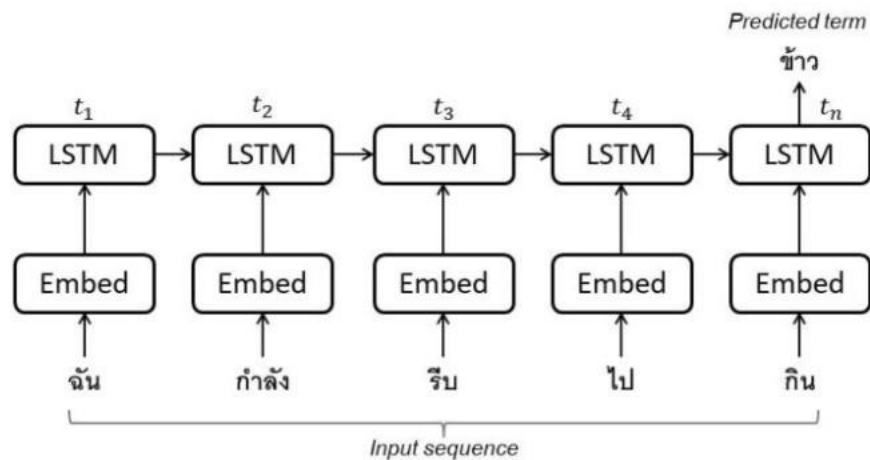 Predicted term
ข้าว
t₁ t₂ t₃ t₄ tₙ
LSTM LSTM LSTM LSTM LSTM
Embed Embed Embed Embed Embed
ฉัน กำลัง รีบ ไป กิน
Input sequence